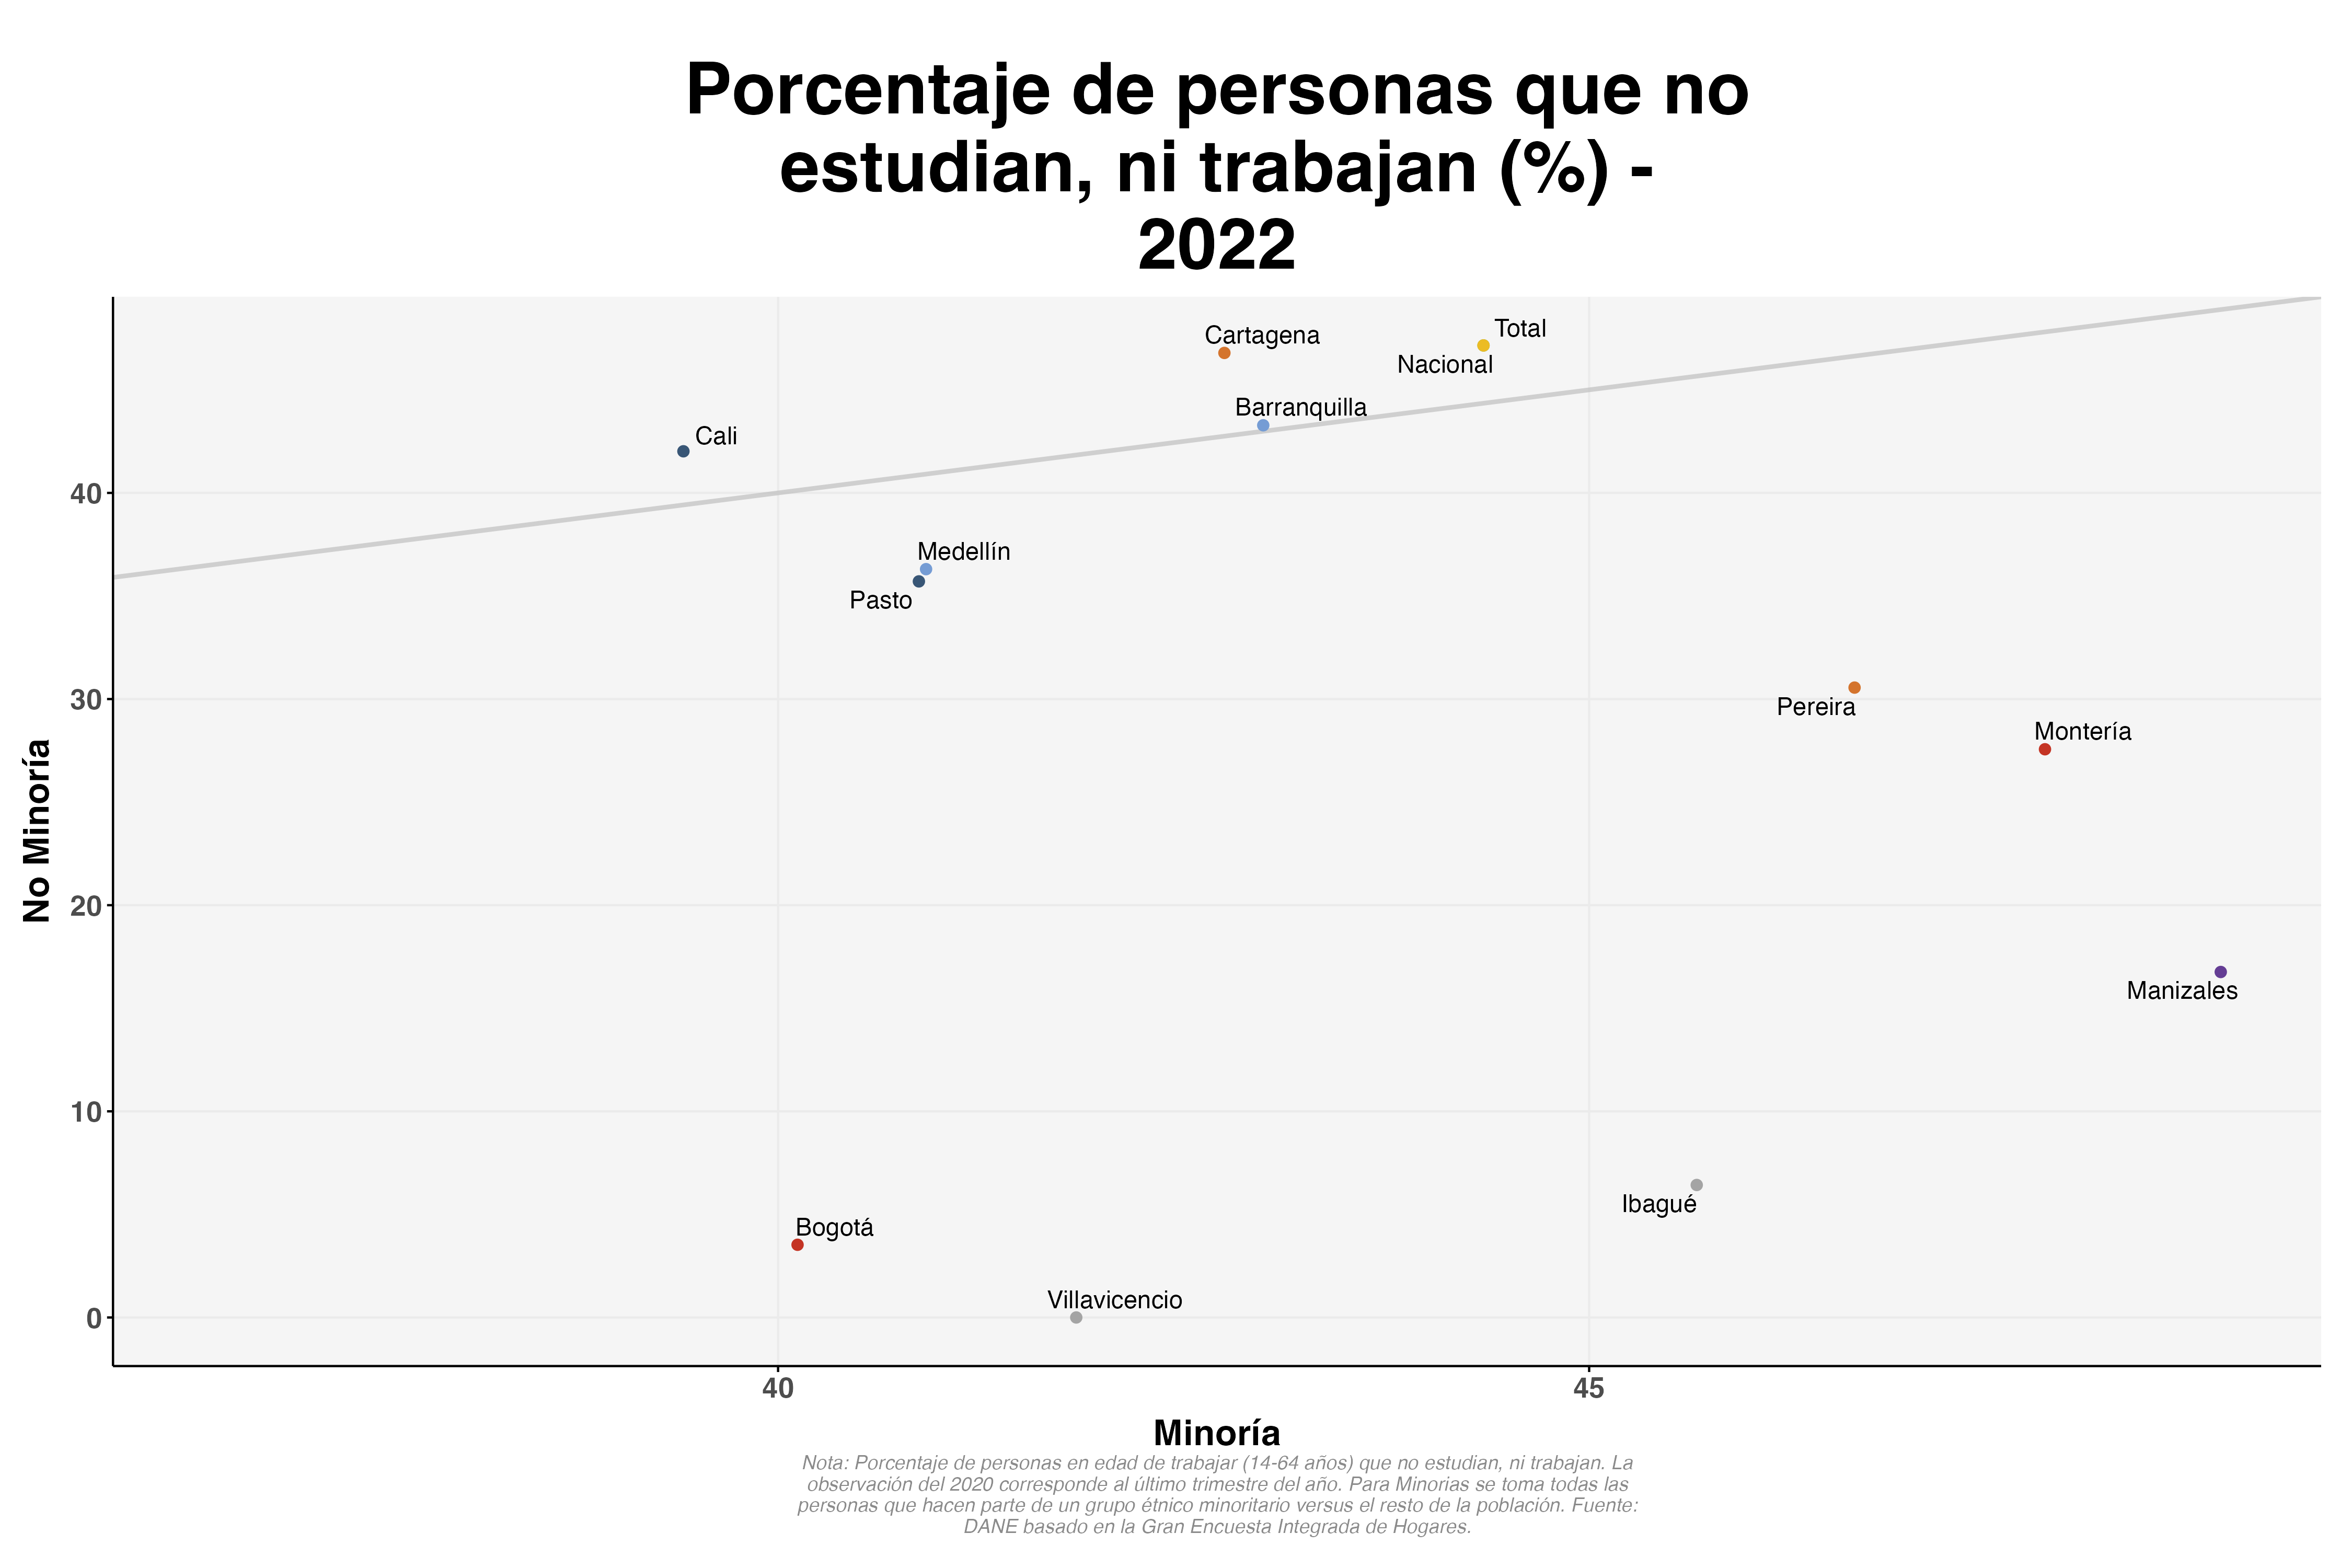 Porcentaje de personas que no
estudian, ni trabajan (%) -
2022
Cartagena
Total
Nacional
Barranquilla
Cali
40
Medellín
Pasto
30
Pereira
Montería
No Minoría
20
Manizales
10
Ibagué
Bogotá
Villavicencio
0
40
45
Minoría
Nota: Porcentaje de personas en edad de trabajar (14-64 años) que no estudian, ni trabajan. La
observación del 2020 corresponde al último trimestre del año. Para Minorias se toma todas las
personas que hacen parte de un grupo étnico minoritario versus el resto de la población. Fuente:
DANE basado en la Gran Encuesta Integrada de Hogares.